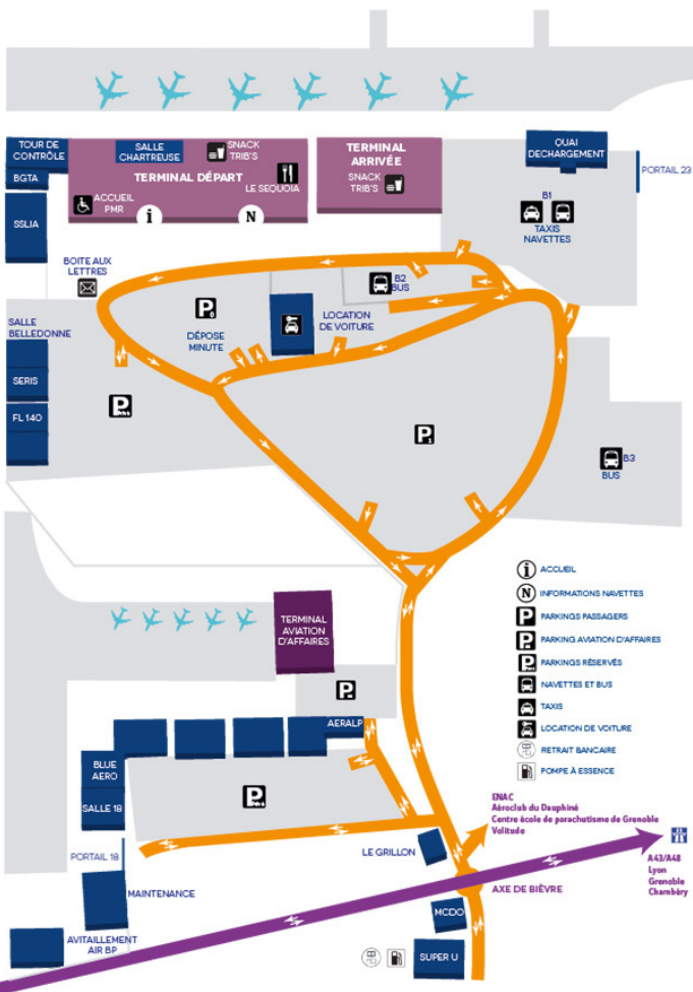 TOUR DE
CONTRÔLE
BGTA
SSLIA
SALLE
CHARTREUSE
SNACK
TRIB'S
TERMINAL DÉPART
LE SEQUOIA
ACCUEIL
PMR
i
N
TERMINAL
ARRIVÉE
SNACK
TRIB'S
QUAI
DECHARGEMENT
PORTAIL 23
B1
TAXIS
NAVETTES
BOITE AUX
LETTRES
B2
BUS
P
DÉPOSE
MINUTE
LOCATION
DE VOITURE
SALLE
BELLEDONNE
SERIS
FL 140
P
P
B3
BUS
TERMINAL
AVIATION
D'AFFAIRES
P
i ACCUEIL
N INFORMATIONS NAVETTES
P PARKINGS PASSAGERS
P PARKING AVIATION D'AFFAIRES
P PARKINGS RÉSERVÉS
NAVETTES ET BUS
TAXIS
LOCATION DE VOITURE
RETRAIT BANCAIRE
POMPE À ESSENCE
AERALP
BLUE
AERO
SALLE 18
P
PORTAIL 18
LE GRILLON
ENAC
Aéroclub du Dauphiné
Centre école de parachutisme de Grenoble
Volitude
A43/A48
Lyon
Grenoble
Chambéry
AXE DE BIÈVRE
MAINTENANCE
MCDO
AVITAILLEMENT
AIR BP
SUPER U